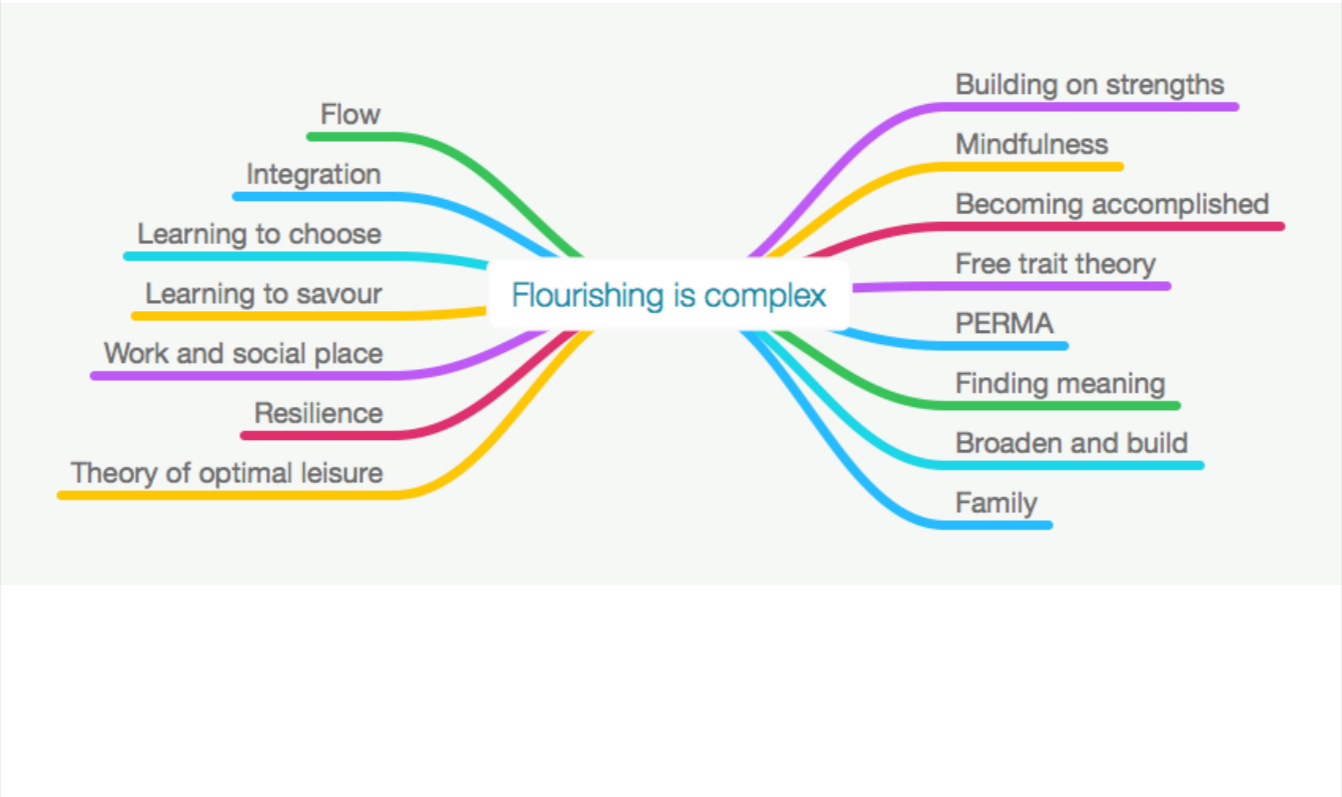 Flow
Integration
Learning to choose
Learning to savour
Work and social place
Resilience
Theory of optimal leisure
Flourishing is complex
Building on strengths
Mindfulness
Becoming accomplished
Free trait theory
PERMA
Finding meaning
Broaden and build
Family